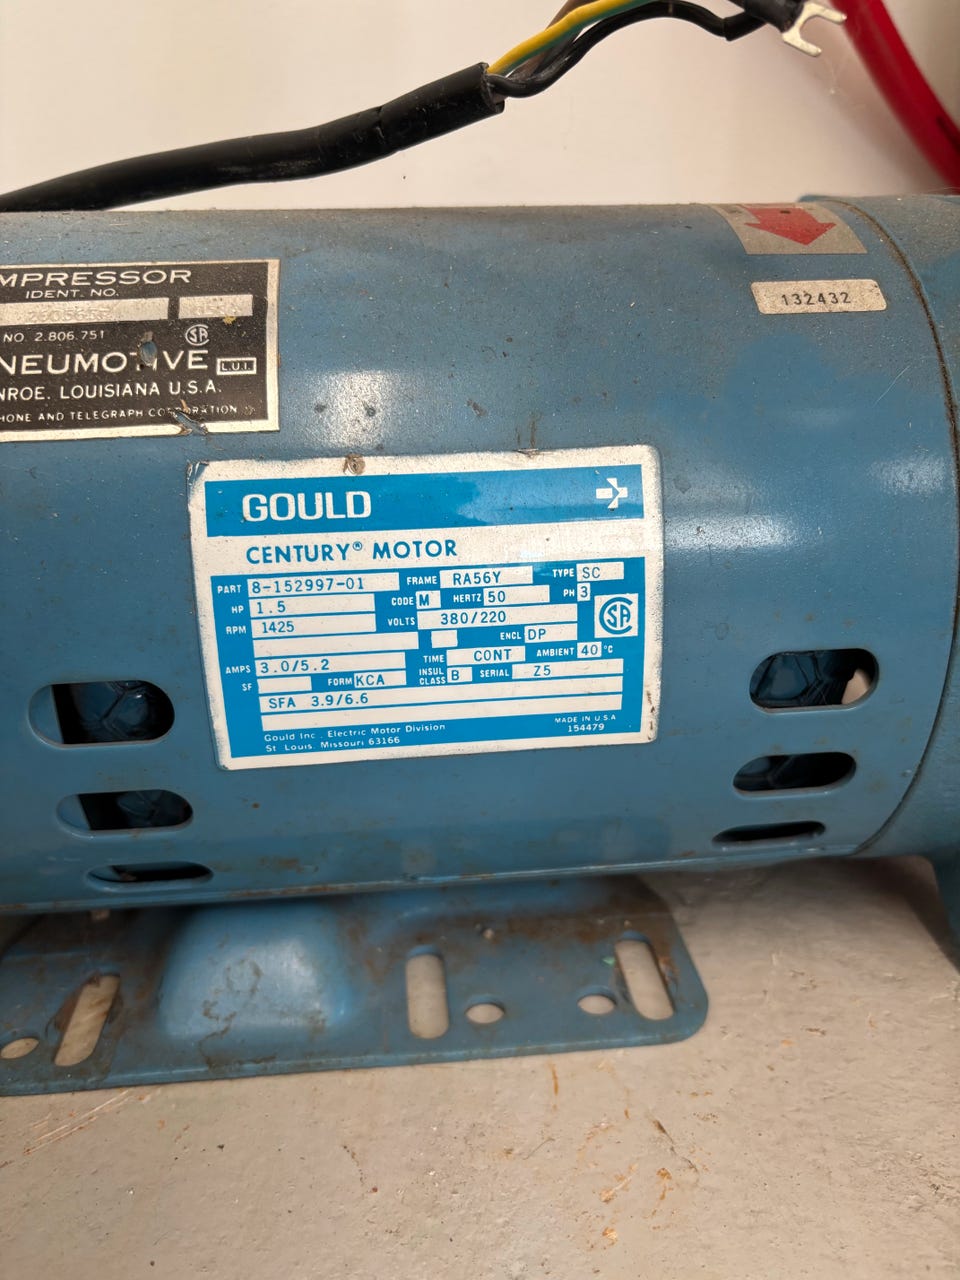 MPRESSOR
IDENT. NO.
NO. 2.806.751 SA
NEUMOTIVE L.U.I.
NROE, LOUISIANA U.S.A.
HONE AND TELEGRAPH CORPORATION
132432
GOULD
CENTURY® MOTOR
PART 8-152997-01 FRAME RA56Y TYPE SC
HP 1.5 CODE M HERTZ 50 PH 3
RPM 1425 VOLTS 380/220 SA
ENCL DP
AMPS 3.0/5.2 TIME CONT AMBIENT 40 °C
SF FORM KCA INSUL CLASS B SERIAL Z5
SFA 3.9/6.6
Gould Inc. Electric Motor Division MADE IN U.S.A
St. Louis, Missouri 63166 154479